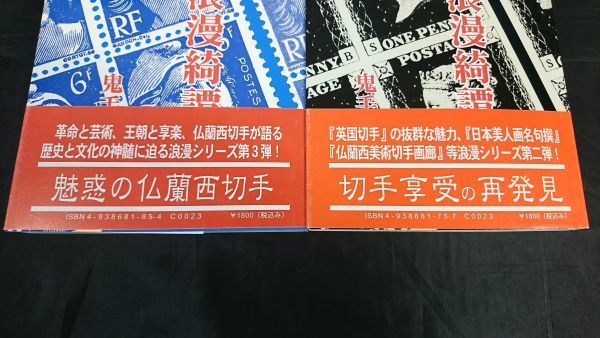 浪漫綺譚
鬼手
RF
6F
POSTES
革命と芸術、王朝と享楽、仏蘭西切手が語る
歴史と文化の神髄に迫る浪漫シリーズ第3弾！
魅惑の仏蘭西切手
ISBN4-938681-85-4 C0023 ￥1800(税込み)
浪漫綺譚
鬼手
ONE PENNY
POSTA
『英国切手』の抜群な魅力、『日本美人画名句撰』
『仏蘭西美術切手画廊』等浪漫シリーズ第二弾！
切手享受の再発見
ISBN4-938681-75-7 C0023 ￥1800(税込み)